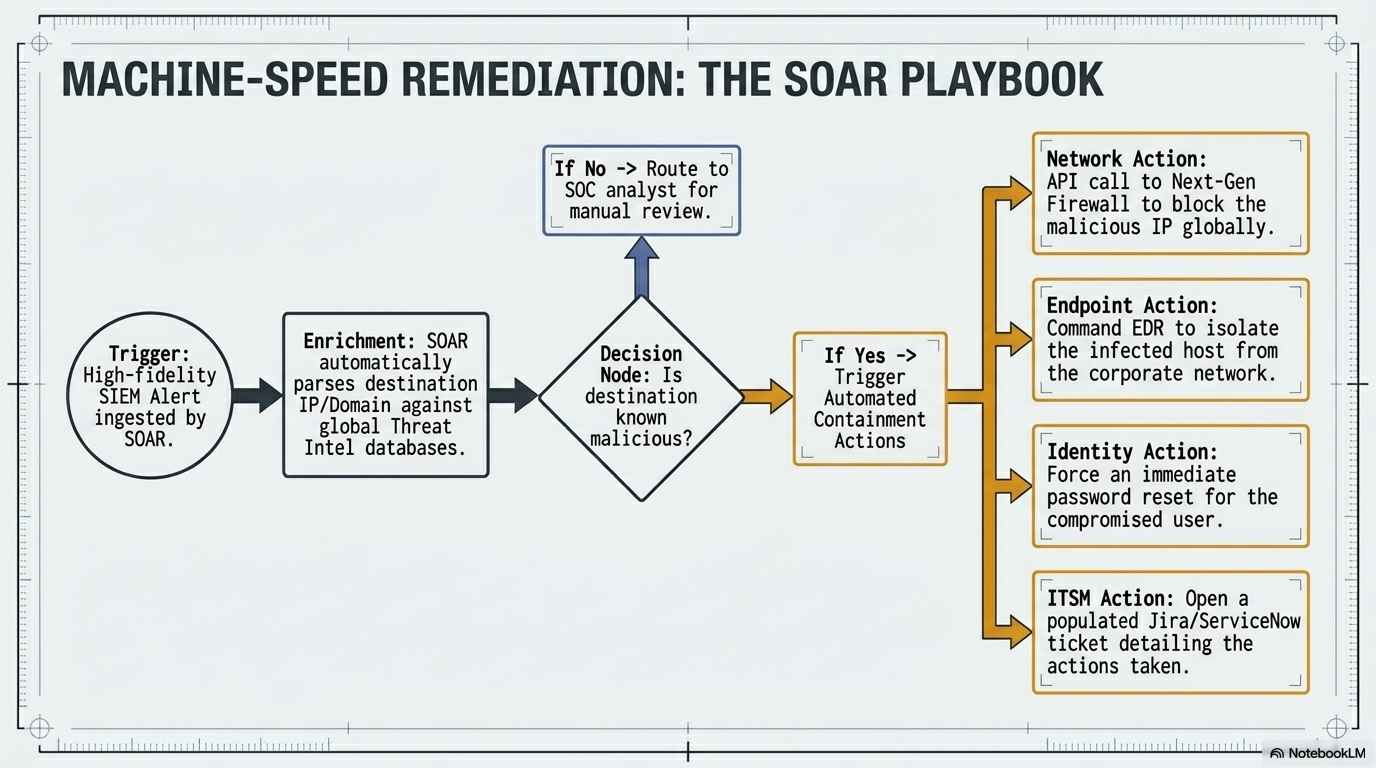 MACHINE-SPEED REMEDIATION: THE SOAR PLAYBOOK
Trigger:
High-fidelity
SIEM Alert
ingested by
SOAR.
Enrichment: SOAR
automatically
parses destination
IP/Domain against
global Threat
Intel databases.
Decision
Node: Is
destination
known
malicious?
If No -> Route to
SOC analyst for
manual review.
If Yes ->
Trigger
Automated
Containment
Actions
Network Action:
API call to Next-Gen
Firewall to block the
malicious IP globally.
Endpoint Action:
Command EDR to isolate
the infected host from
the corporate network.
Identity Action:
Force an immediate
password reset for the
compromised user.
ITSM Action: Open a
populated Jira/ServiceNow
ticket detailing the
actions taken.
NotebookLM